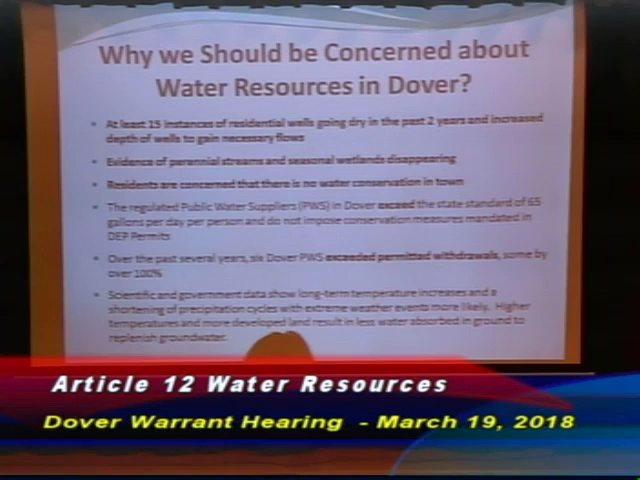 Why we Should be Concerned about
Water Resources in Dover?
• At least 15 instances of residential wells going dry in the past 2 years and increased
depth of wells to gain necessary flows
• Evidence of perennial streams and seasonal wetlands disappearing
• Residents are concerned that there is no water conservation in town
• The regulated Public Water Suppliers (PWS) in Dover exceed the state standard of 65
gallons per day per person and do not impose conservation measures mandated in
DEP Permits
• Over the past several years, six Dover PWS exceeded permitted withdrawals, some by
over 100%
• Scientific and government data show long-term temperature increases and a
shortening of precipitation cycles with extreme weather events more likely. Higher
temperatures and more developed land result in less water absorbed in ground to
replenish groundwater.
Article 12 Water Resources
Dover Warrant Hearing - March 19, 2018